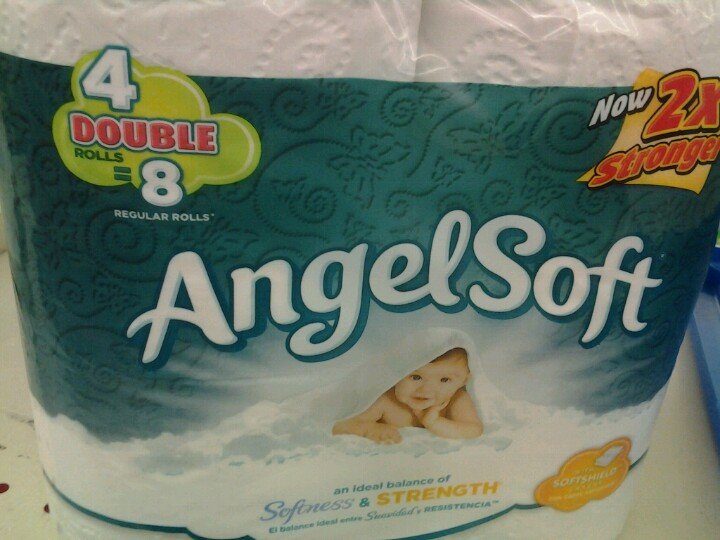 4
DOUBLE
ROLLS
= 8
REGULAR ROLLS*
Now 2X
Stronger
AngelSoft
an ideal balance of
Softness & STRENGTH
El balance ideal entre Suavidad y RESISTENCIA™
SOFTSHIELD